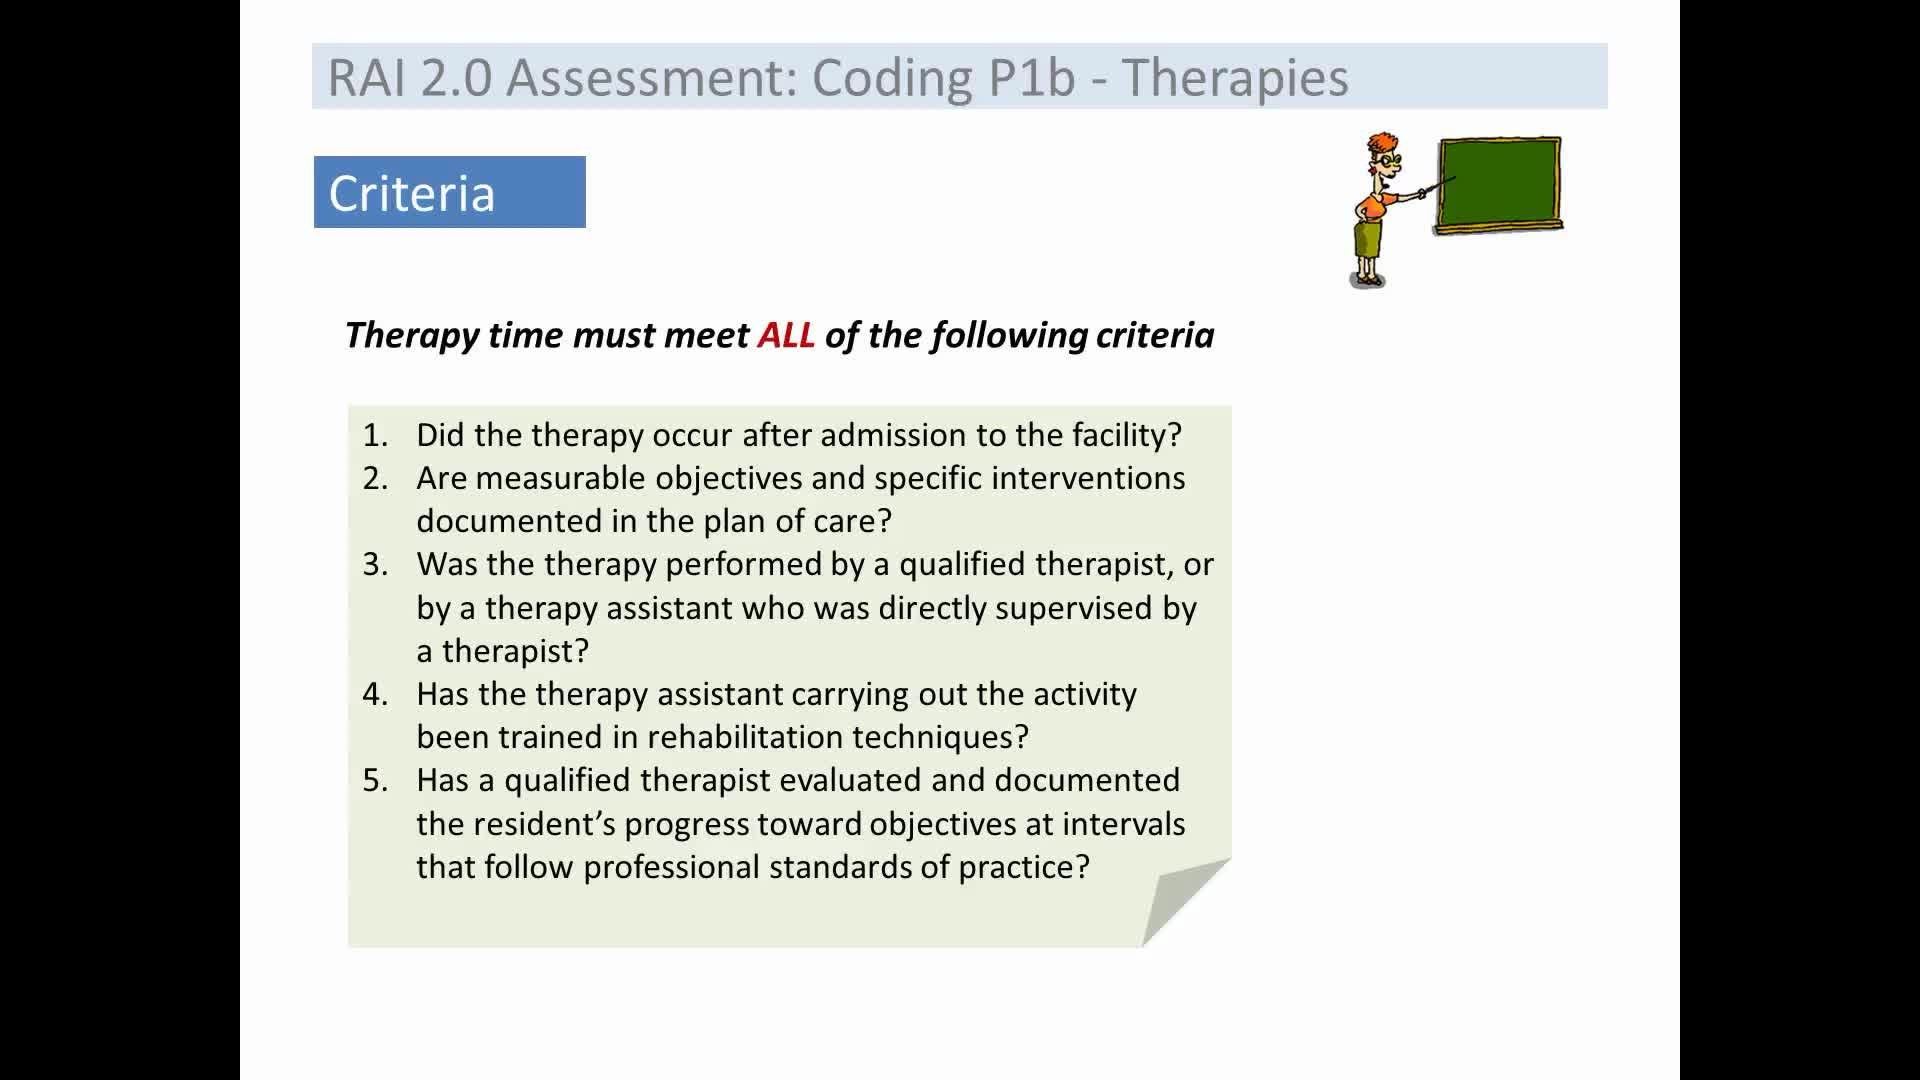 RAI 2.0 Assessment: Coding P1b - Therapies
Criteria
Therapy time must meet ALL of the following criteria
1. Did the therapy occur after admission to the facility?
2. Are measurable objectives and specific interventions
documented in the plan of care?
3. Was the therapy performed by a qualified therapist, or
by a therapy assistant who was directly supervised by
a therapist?
4. Has the therapy assistant carrying out the activity
been trained in rehabilitation techniques?
5. Has a qualified therapist evaluated and documented
the resident’s progress toward objectives at intervals
that follow professional standards of practice?